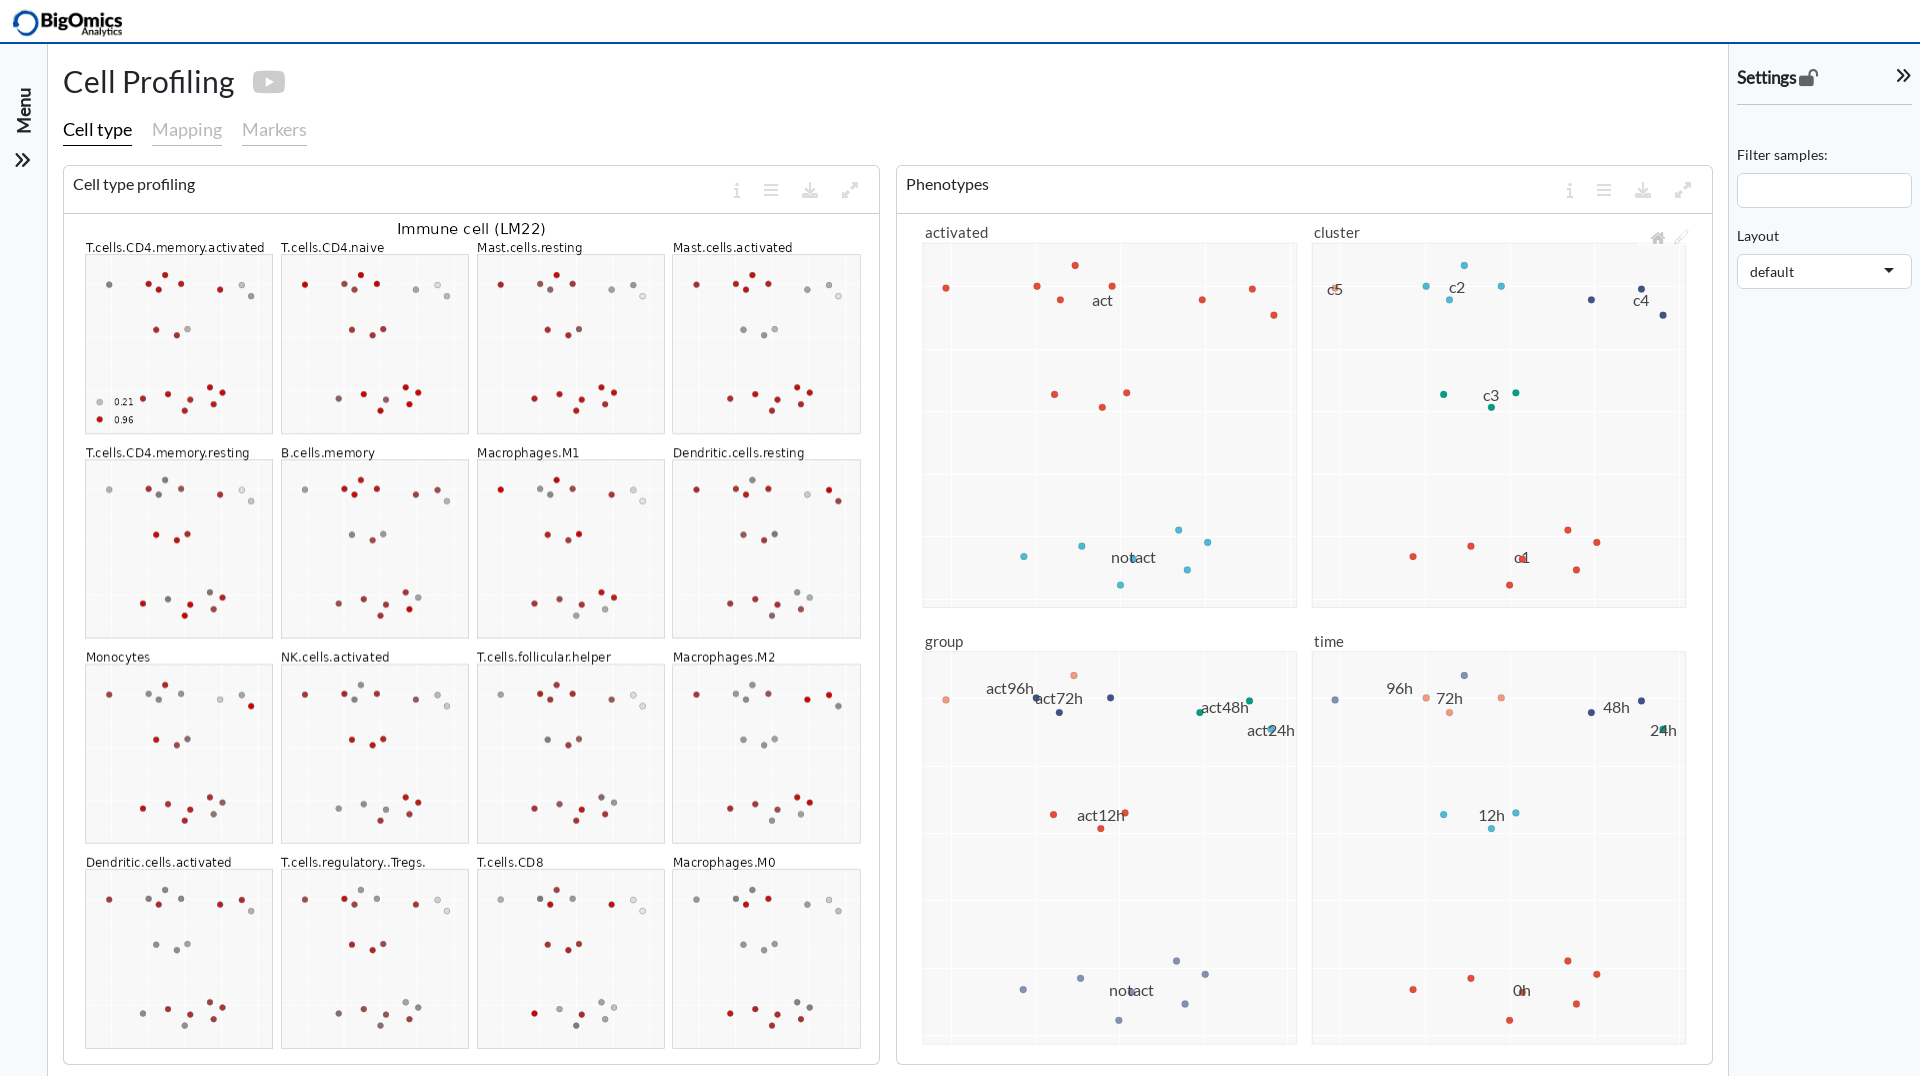 BigOmics
Analytics
Menu
Cell Profiling
Cell type Mapping Markers
Cell type profiling
Immune cell (LM22)
T.cells.CD4.memory.activated T.cells.CD4.naive Mast.cells.resting Mast.cells.activated
0.21
0.96
T.cells.CD4.memory.resting B.cells.memory Macrophages.M1 Dendritic.cells.resting
Monocytes NK.cells.activated T.cells.follicular.helper Macrophages.M2
Dendritic.cells.activated T.cells.regulatory..Tregs. T.cells.CD8 Macrophages.M0
Phenotypes
activated
act
notact
cluster
c5
c2
c4
c3
c1
group
act96h
act72h
act48h
act24h
act12h
notact
time
96h
72h
48h
24h
12h
0h
Settings
Filter samples:
Layout
default